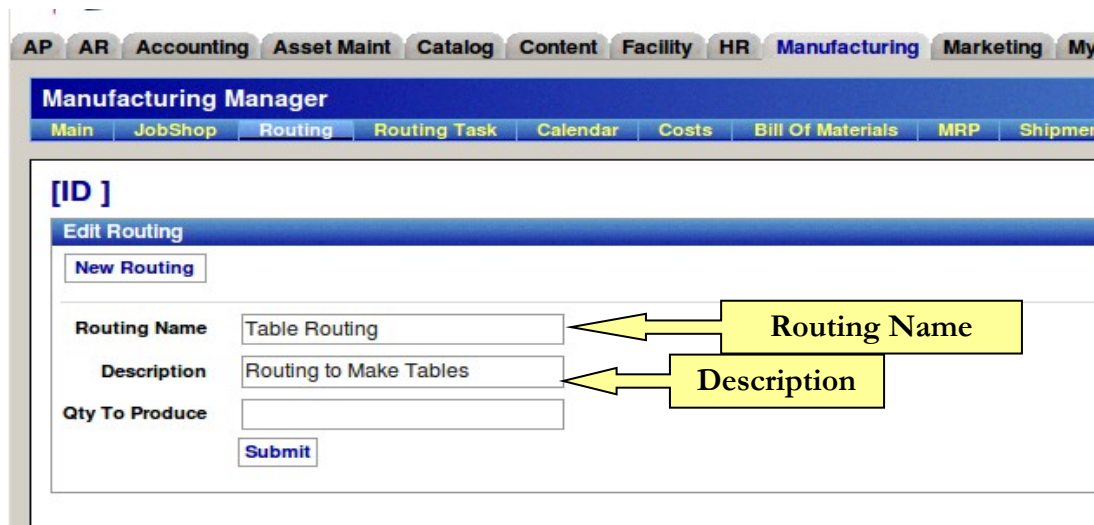 AP AR Accounting Asset Maint Catalog Content Facility HR Manufacturing Marketing My
Manufacturing Manager
Main JobShop Routing Routing Task Calendar Costs Bill Of Materials MRP Shipmen
[ID ]
Edit Routing
New Routing
Routing Name Table Routing Routing Name
Description Routing to Make Tables Description
Qty To Produce
Submit